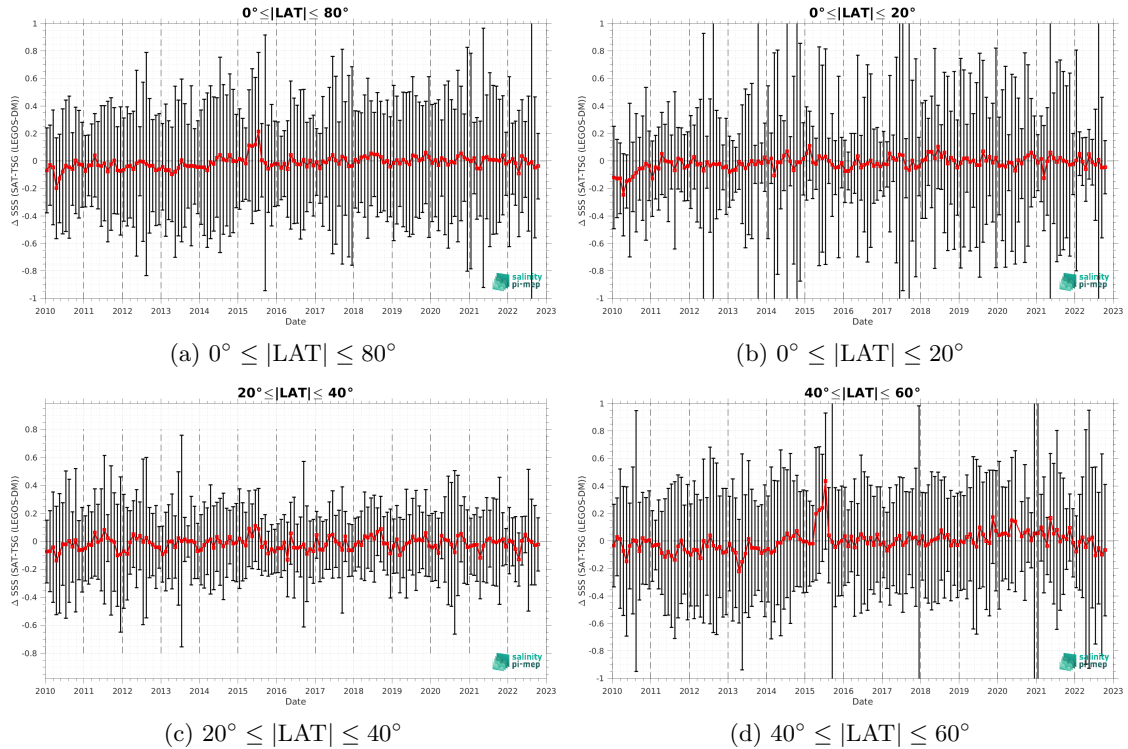 0°≤|LAT|≤ 80°
1
0.8
0.6
0.4
0.2
0
-0.2
-0.4
-0.6
-0.8
-1
Δ SSS (SAT-TSG (LEGOS-DM))
2010 2011 2012 2013 2014 2015 2016 2017 2018 2019 2020 2021 2022 2023
Date
salinity
pi-mep
(a) 0° ≤ |LAT| ≤ 80°
0°≤|LAT|≤ 20°
1
0.8
0.6
0.4
0.2
0
-0.2
-0.4
-0.6
-0.8
-1
Δ SSS (SAT-TSG (LEGOS-DM))
2010 2011 2012 2013 2014 2015 2016 2017 2018 2019 2020 2021 2022 2023
Date
salinity
pi-mep
(b) 0° ≤ |LAT| ≤ 20°
20°≤|LAT|≤ 40°
0.8
0.6
0.4
0.2
0
-0.2
-0.4
-0.6
-0.8
Δ SSS (SAT-TSG (LEGOS-DM))
2010 2011 2012 2013 2014 2015 2016 2017 2018 2019 2020 2021 2022 2023
Date
salinity
pi-mep
(c) 20° ≤ |LAT| ≤ 40°
40°≤|LAT|≤ 60°
1
0.8
0.6
0.4
0.2
0
-0.2
-0.4
-0.6
-0.8
-1
Δ SSS (SAT-TSG (LEGOS-DM))
2010 2011 2012 2013 2014 2015 2016 2017 2018 2019 2020 2021 2022 2023
Date
salinity
pi-mep
(d) 40° ≤ |LAT| ≤ 60°